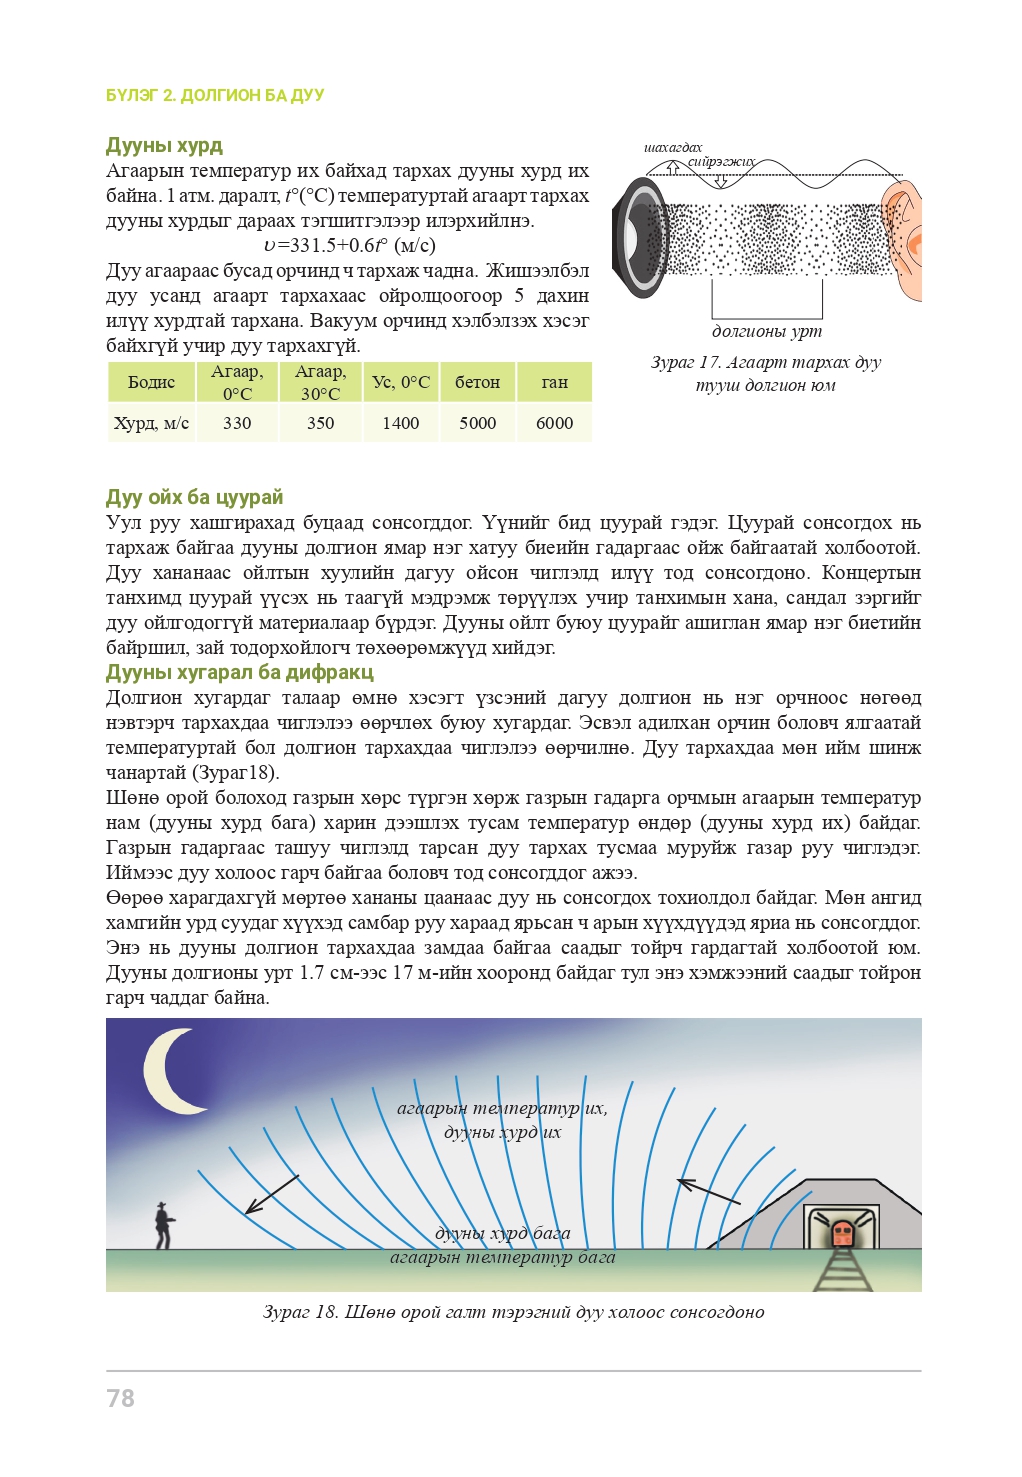 БҮЛЭГ 2. ДОЛГИОН БА ДУУ
Дууны хурд
Агаарын температур их байхад тархах дууны хурд их
байна. 1 атм. даралт, t°(°C) температуртай агаарт тархах
дууны хурдыг дараах тэгшитгэлээр илэрхийлнэ.
υ=331.5+0.6t° (м/с)
Дуу агаараас бусад орчинд ч тархаж чадна. Жишээлбэл
дуу усанд агаарт тархахаас ойролцоогоор 5 дахин
илүү хурдтай тархана. Вакуум орчинд хэлбэлзэх хэсэг
байхгүй учир дуу тархахгүй.
Бодис Агаар, 0°C Агаар, 30°C Ус, 0°C бетон ган
Хурд, м/с 330 350 1400 5000 6000
шахагдах
сийрэгжих
долгионы урт
Зураг 17. Агаарт тархах дуу
тууш долгион юм
Дуу ойх ба цуурай
Уул руу хашгирахад буцаад сонсогддог. Үүнийг бид цуурай гэдэг. Цуурай сонсогдох нь
тархаж байгаа дууны долгион ямар нэг хатуу биеийн гадаргаас ойж байгаатай холбоотой.
Дуу хананаас ойлтын хуулийн дагуу ойсон чиглэлд илүү тод сонсогдоно. Концертын
танхимд цуурай үүсэх нь таагүй мэдрэмж төрүүлэх учир танхимын хана, сандал зэргийг
дуу ойлгодоггүй материалаар бүрдэг. Дууны ойлт буюу цуурайг ашиглан ямар нэг биетийн
байршил, зай тодорхойлогч төхөөрөмжүүд хийдэг.
Дууны хугарал ба дифракц
Долгион хугардаг талаар өмнө хэсэгт үзсэний дагуу долгион нь нэг орчноос нөгөөд
нэвтэрч тархахдаа чиглэлээ өөрчлөх буюу хугардаг. Эсвэл адилхан орчин боловч ялгаатай
температуртай бол долгион тархахдаа чиглэлээ өөрчилнө. Дуу тархахдаа мөн ийм шинж
чанартай (Зураг18).
Шөнө орой болоход газрын хөрс түргэн хөрж газрын гадарга орчмын агаарын температур
нам (дууны хурд бага) харин дээшлэх тусам температур өндөр (дууны хурд их) байдаг.
Газрын гадаргаас ташуу чиглэлд тарсан дуу тархах тусмаа муруйж газар руу чиглэдэг.
Иймээс дуу холоос гарч байгаа боловч тод сонсогддог ажээ.
Өөрөө харагдахгүй мөртөө хананы цаанаас дуу нь сонсогдох тохиолдол байдаг. Мөн ангид
хамгийн урд суудаг хүүхэд самбар руу хараад ярьсан ч арын хүүхдүүдэд яриа нь сонсогддог.
Энэ нь дууны долгион тархахдаа замдаа байгаа саадыг тойрч гардагтай холбоотой юм.
Дууны долгионы урт 1.7 см-ээс 17 м-ийн хооронд байдаг тул энэ хэмжээний саадыг тойрон
гарч чаддаг байна.
агаарын температур их,
дууны хурд их
дууны хурд бага
агаарын температур бага
Зураг 18. Шөнө орой галт тэрэгний дуу холоос сонсогдоно
78